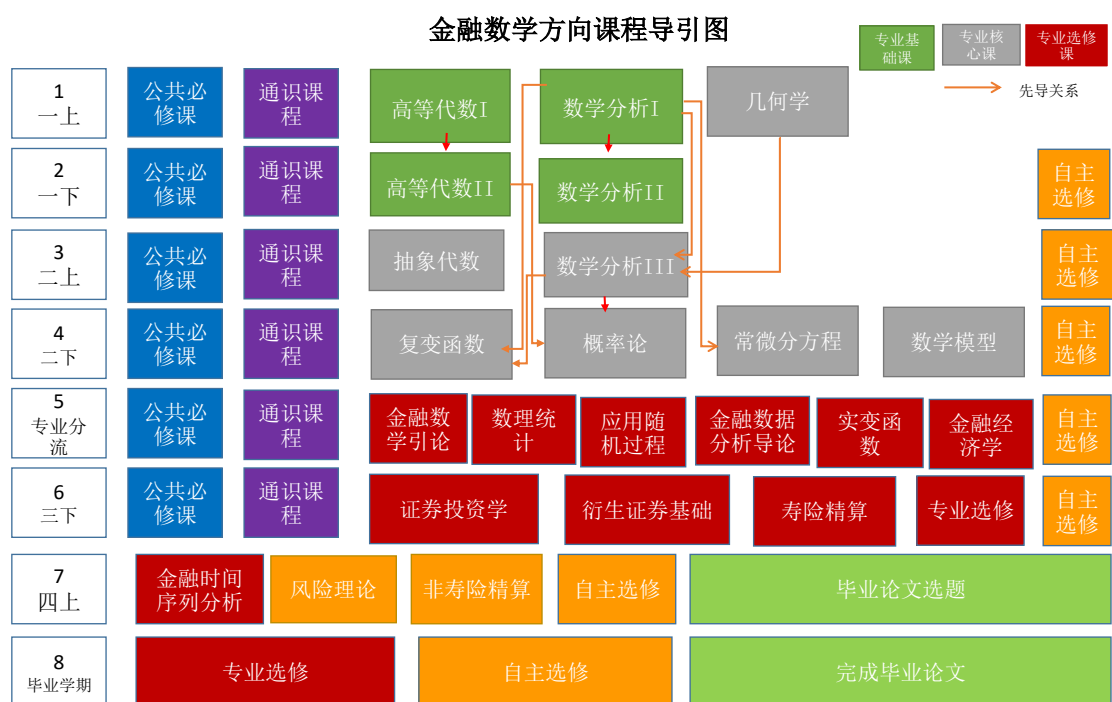 金融数学方向课程导引图
专业基
础课
专业核
心课
专业选修
课
先导关系
1
一上
公共必
修课
通识课
程
高等代数I
数学分析I
几何学
2
一下
公共必
修课
通识课
程
高等代数II
数学分析II
自主
选修
3
二上
公共必
修课
通识课
程
抽象代数
数学分析III
自主
选修
4
二下
公共必
修课
通识课
程
复变函数
概率论
常微分方程
数学模型
自主
选修
5
专业分
流
公共必
修课
通识课
程
金融数
学引论
数理统
计
应用随
机过程
金融数据
分析导论
实变函
数
金融经
济学
自主
选修
6
三下
公共必
修课
通识课
程
证券投资学
衍生证券基础
寿险精算
专业选修
自主
选修
7
四上
金融时间
序列分析
风险理论
非寿险精算
自主选修
毕业论文选题
8
毕业学期
专业选修
自主选修
完成毕业论文